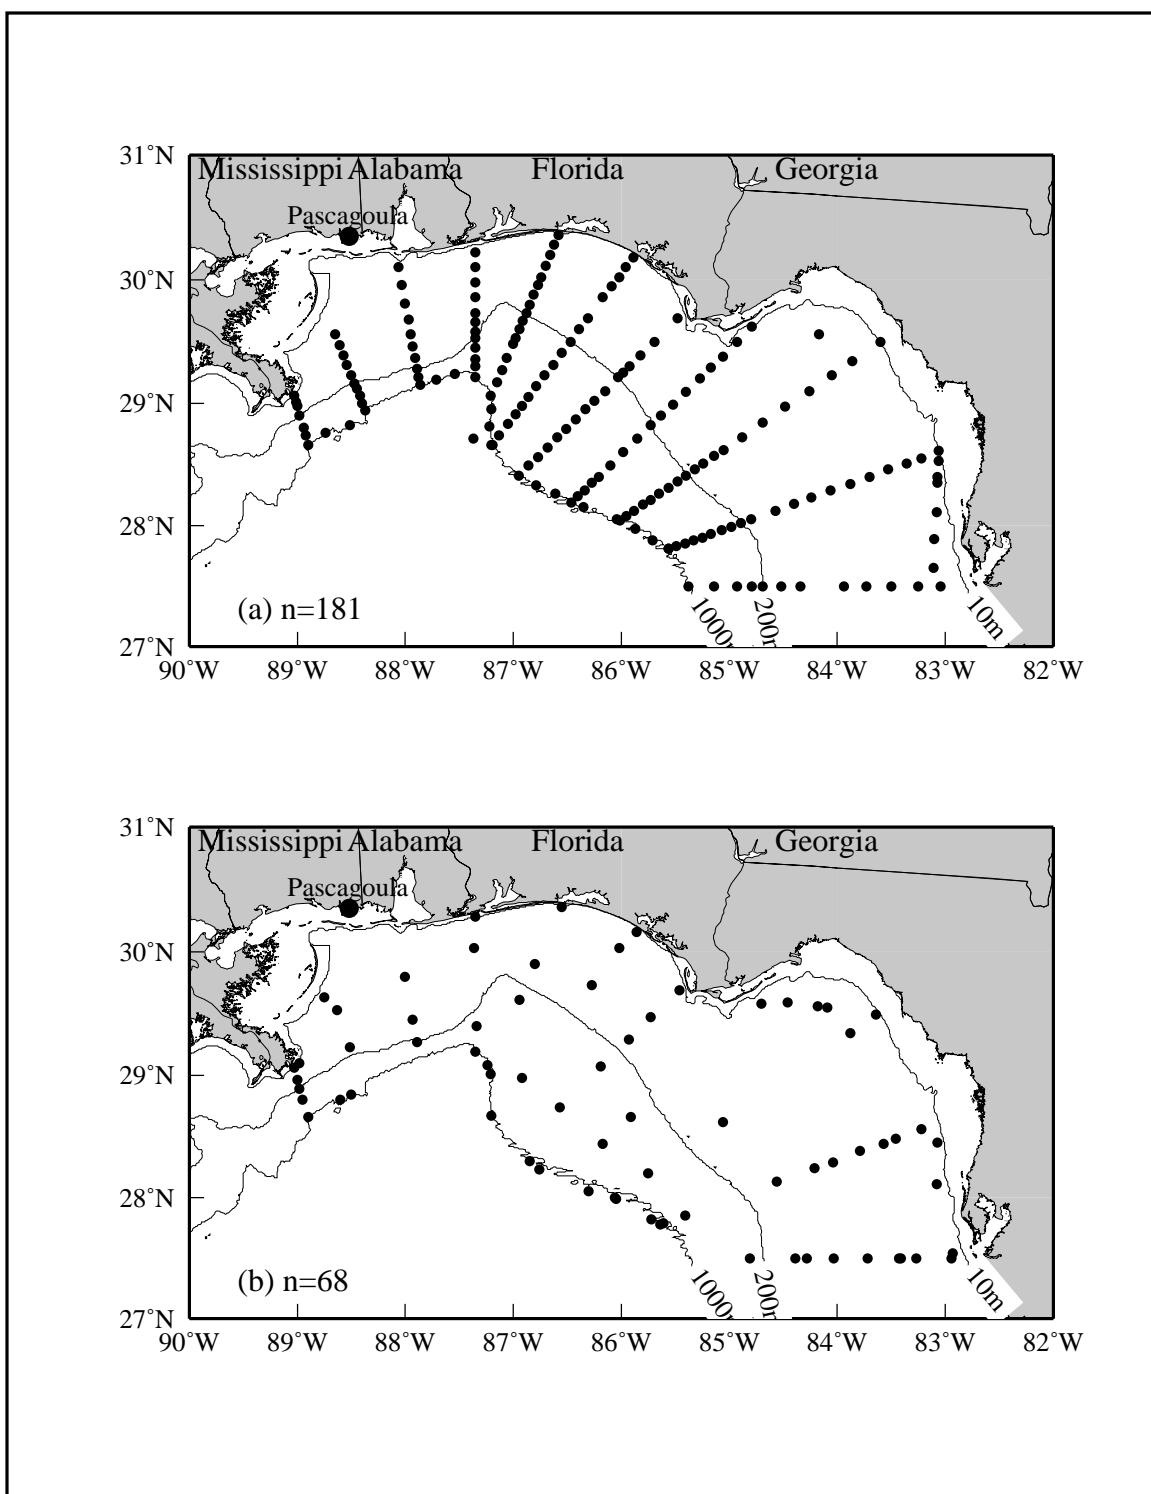 31°N
Mississippi Alabama Florida Georgia
Pascagoula
30°N
29°N
28°N
(a) n=181
1000m
200m
10m
27°N
90°W 89°W 88°W 87°W 86°W 85°W 84°W 83°W 82°W
31°N
Mississippi Alabama Florida Georgia
Pascagoula
30°N
29°N
28°N
(b) n=68
1000m
200m
10m
27°N
90°W 89°W 88°W 87°W 86°W 85°W 84°W 83°W 82°W